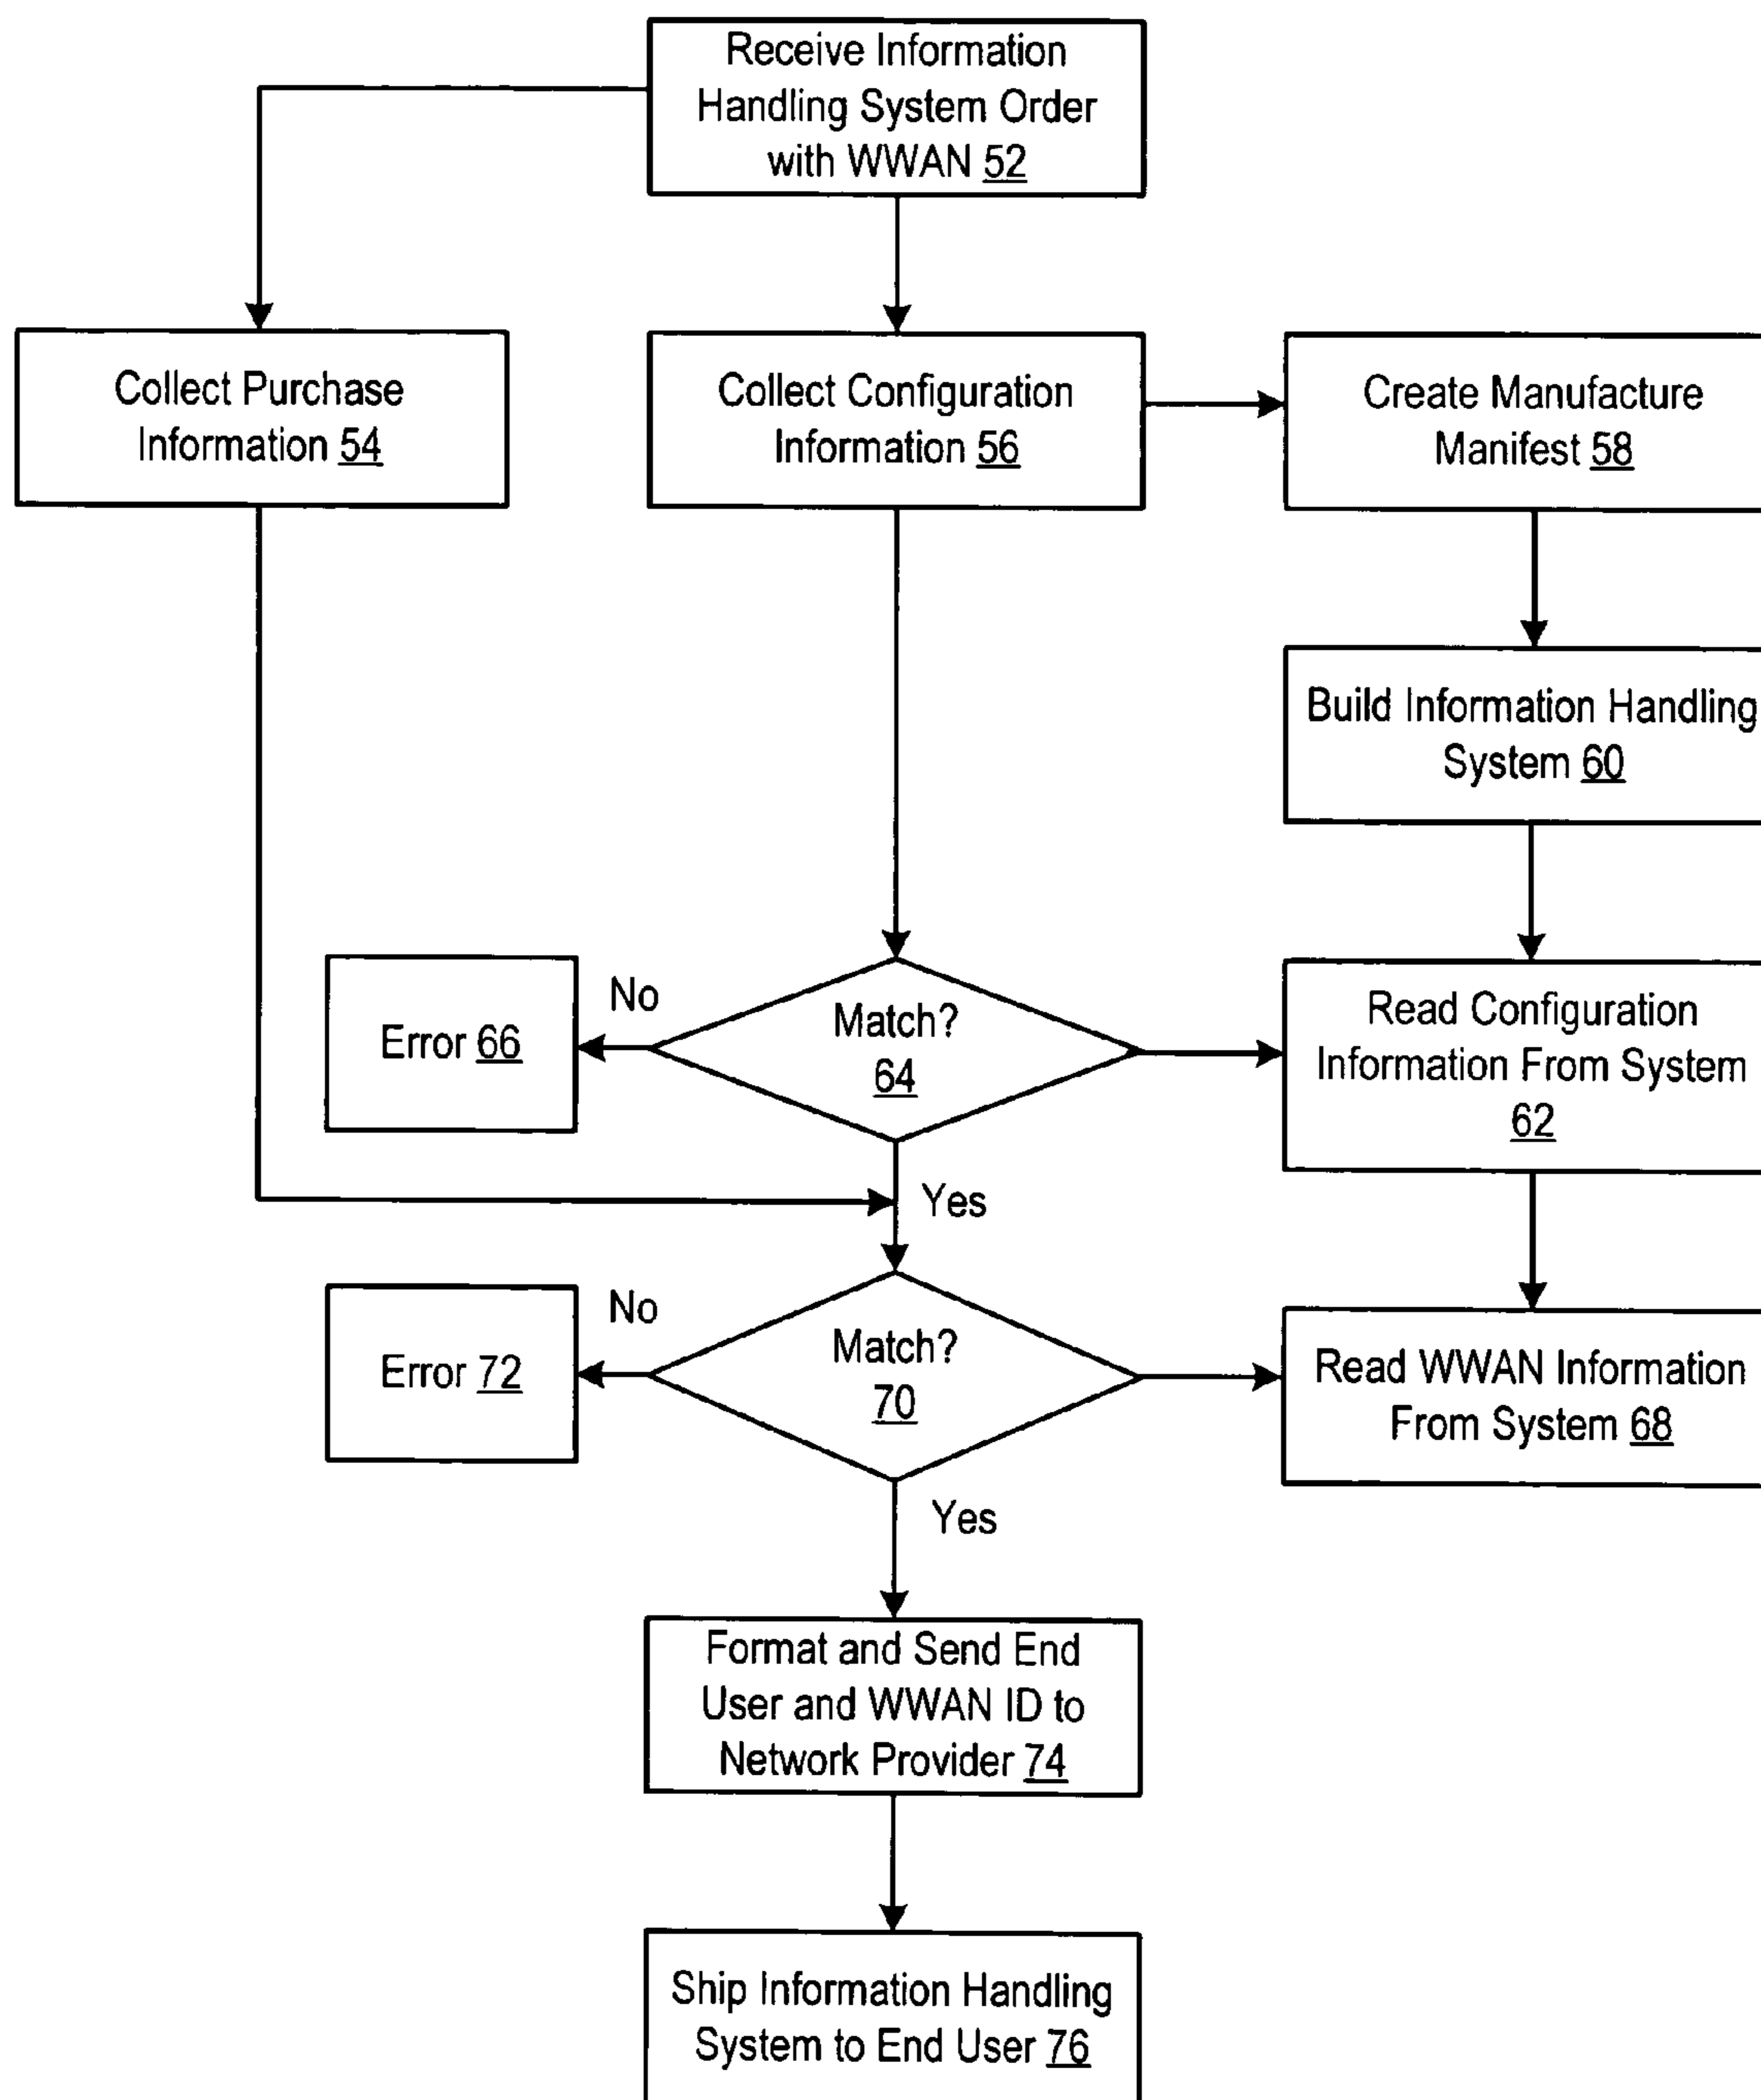 Receive Information
Handling System Order
with WWAN 52
Collect Purchase
Information 54
Collect Configuration
Information 56
Create Manufacture
Manifest 58
Build Information Handling
System 60
Error 66
No
Match?
64
Read Configuration
Information From System
62
Yes
Error 72
No
Match?
70
Read WWAN Information
From System 68
Yes
Format and Send End
User and WWAN ID to
Network Provider 74
Ship Information Handling
System to End User 76